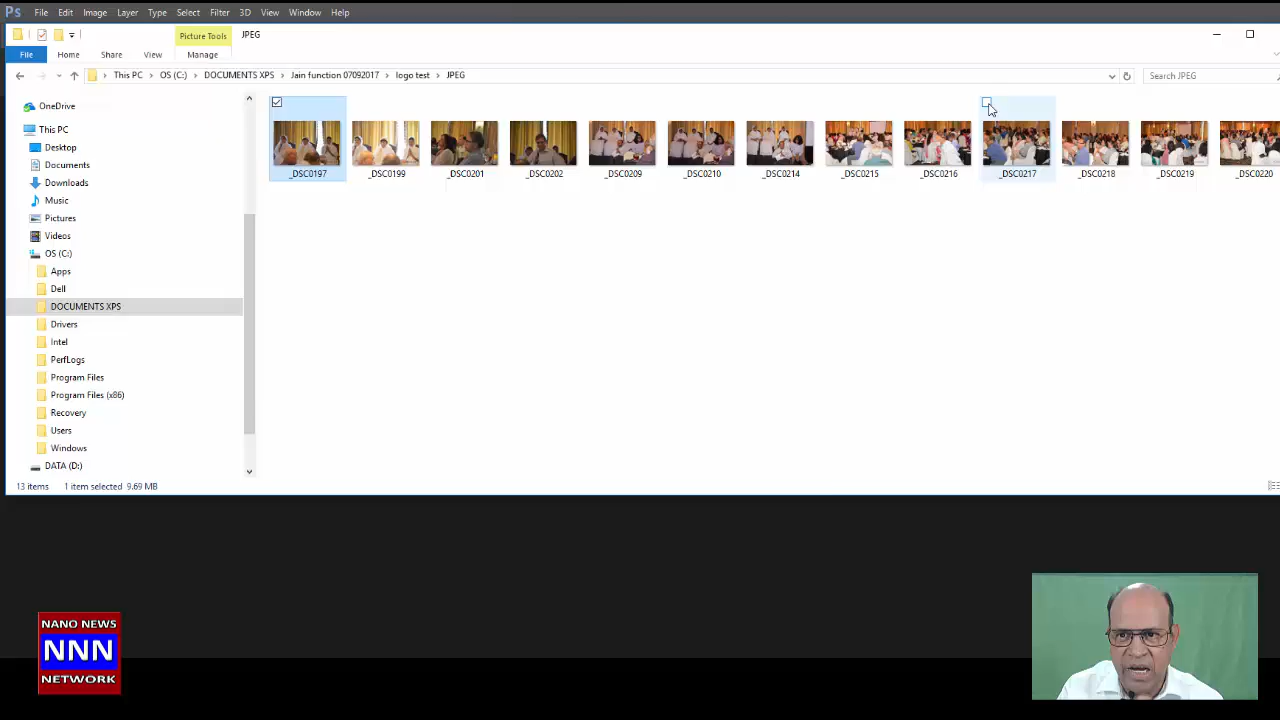 Ps File Edit Image Layer Type Select Filter 3D View Window Help
Picture Tools JPEG
File Home Share View Manage
This PC > OS (C:) > DOCUMENTS XPS > Jain function 07092017 > logo test > JPEG
Search JPEG
OneDrive
This PC
Desktop
Documents
Downloads
Music
Pictures
Videos
OS (C:)
Apps
Dell
DOCUMENTS XPS
Drivers
Intel
PerfLogs
Program Files
Program Files (x86)
Recovery
Users
Windows
DATA (D:)
_DSC0197 _DSC0199 _DSC0201 _DSC0202 _DSC0209 _DSC0210 _DSC0214 _DSC0215 _DSC0216 _DSC0217 _DSC0218 _DSC0219 _DSC0220
13 items 1 item selected 9.69 MB
NANO NEWS
NNN
NETWORK